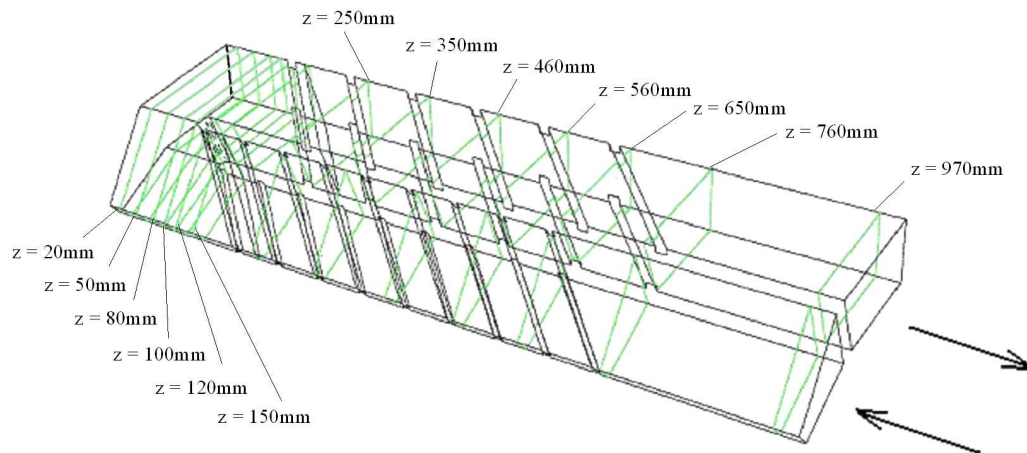 z = 250mm
z = 350mm
z = 460mm
z = 560mm
z = 650mm
z = 760mm
z = 970mm
z = 20mm
z = 50mm
z = 80mm
z = 100mm
z = 120mm
z = 150mm